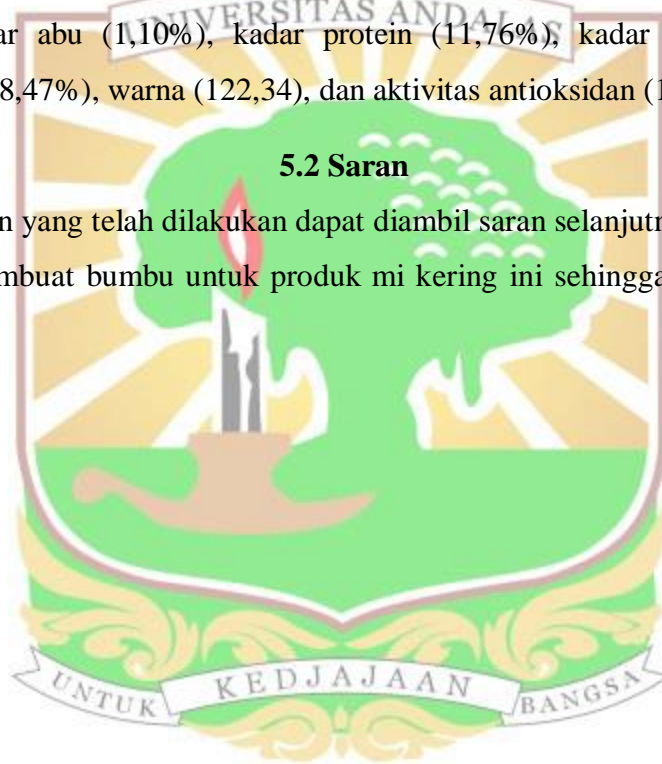 UNIVERSITAS ANDALAS
ar abu (1,10%), kadar protein (11,76%), kadar
8,47%), warna (122,34), dan aktivitas antioksidan (1
5.2 Saran
n yang telah dilakukan dapat diambil saran selanjutn
mbuat bumbu untuk produk mi kering ini sehingga
UNTUK KEDJAJAAN BANGSA